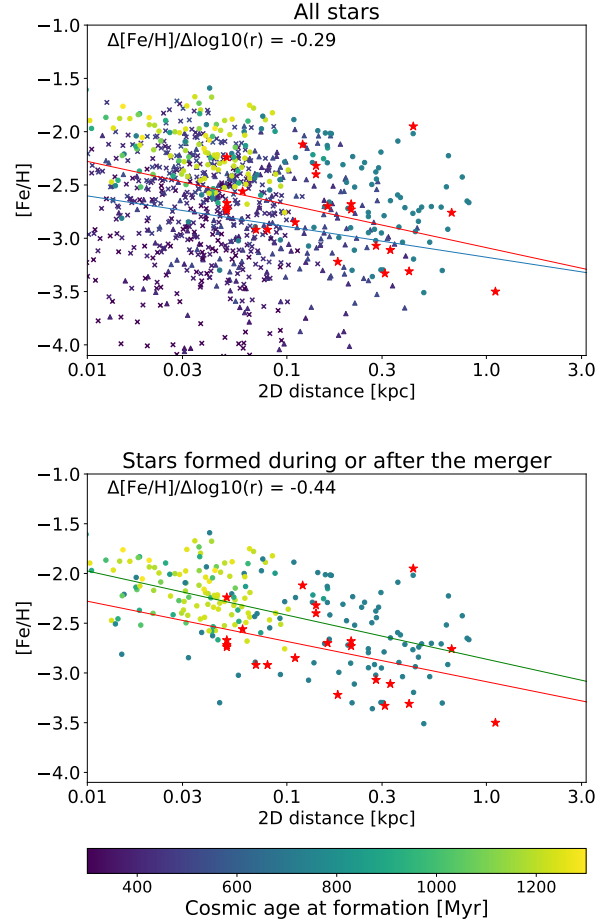 All stars
Δ[Fe/H]/Δlog10(r) = -0.29
−1.0
−1.5
−2.0
−2.5
−3.0
−3.5
−4.0
[Fe/H]
0.01 0.03 0.1 0.3 1.0 3.0
2D distance [kpc]
Stars formed during or after the merger
Δ[Fe/H]/Δlog10(r) = -0.44
−1.0
−1.5
−2.0
−2.5
−3.0
−3.5
−4.0
[Fe/H]
0.01 0.03 0.1 0.3 1.0 3.0
2D distance [kpc]
400 600 800 1000 1200
Cosmic age at formation [Myr]